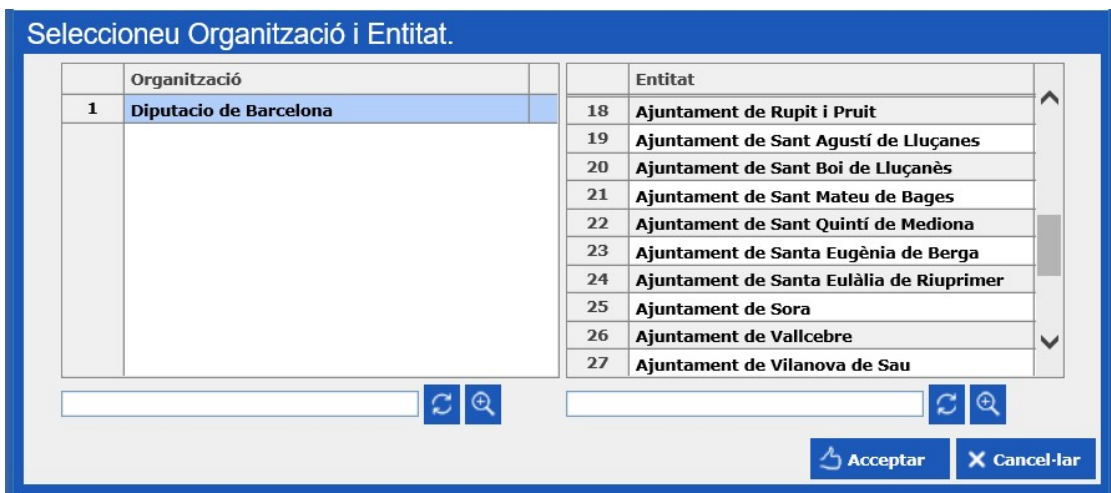 Seleccioneu Organització i Entitat.
Organització
1 Diputacio de Barcelona
Entitat
18 Ajuntament de Rupit i Pruit
19 Ajuntament de Sant Agustí de Lluçanes
20 Ajuntament de Sant Boi de Lluçanès
21 Ajuntament de Sant Mateu de Bages
22 Ajuntament de Sant Quintí de Mediona
23 Ajuntament de Santa Eugènia de Berga
24 Ajuntament de Santa Eulàlia de Riuprimer
25 Ajuntament de Sora
26 Ajuntament de Vallcebre
27 Ajuntament de Vilanova de Sau
Acceptar
Cancel·lar